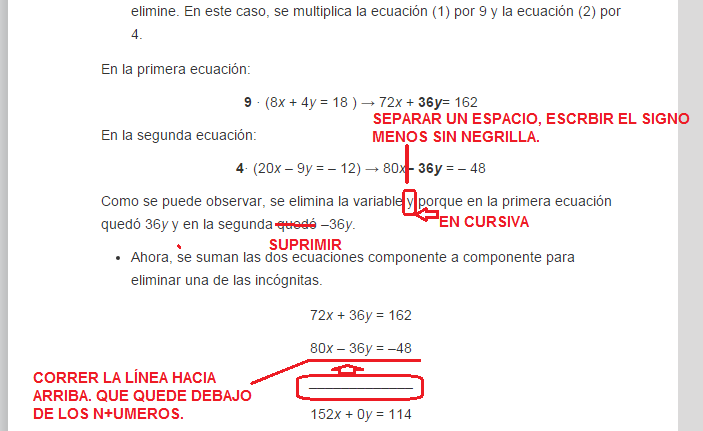 elimine. En este caso, se multiplica la ecuación (1) por 9 y la ecuación (2) por
4.
En la primera ecuación:
9 · (8x + 4y = 18 ) → 72x + 36y= 162
SEPARAR UN ESPACIO, ESCRBIR EL SIGNO
MENOS SIN NEGRILLA.
En la segunda ecuación:
4· (20x – 9y = – 12) → 80x– 36y = – 48
Como se puede observar, se elimina la variable y porque en la primera ecuación
EN CURSIVA
quedó 36y y en la segunda quedó –36y.
SUPRIMIR
• Ahora, se suman las dos ecuaciones componente a componente para
eliminar una de las incógnitas.
72x + 36y = 162
80x – 36y = –48
CORRER LA LÍNEA HACIA
ARRIBA. QUE QUEDE DEBAJO
DE LOS N+UMEROS.
152x + 0y = 114